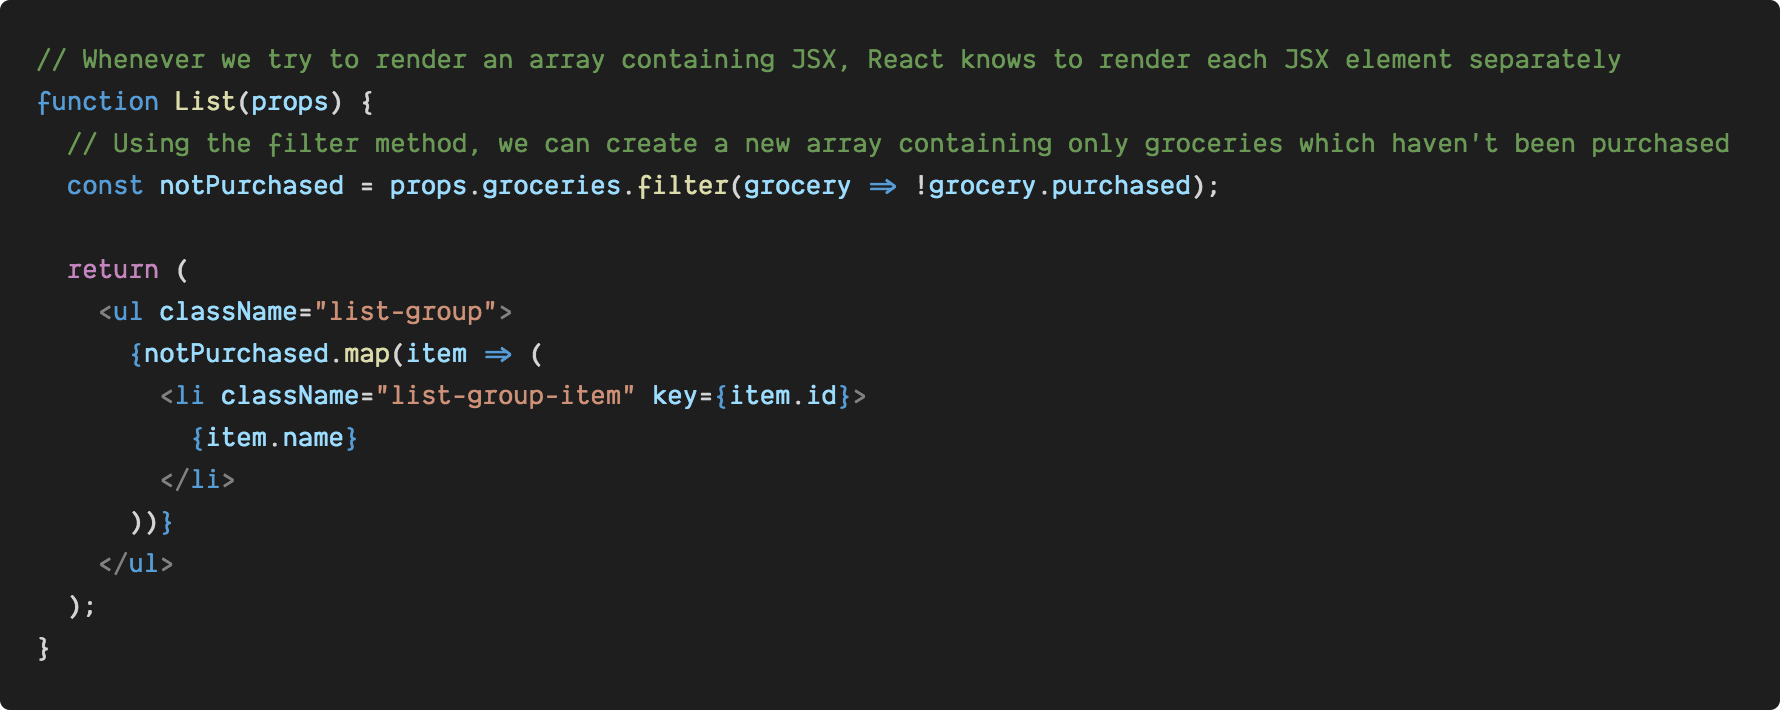 // Whenever we try to render an array containing JSX, React knows to render each JSX element separately
function List(props) {
  // Using the filter method, we can create a new array containing only groceries which haven't been purchased
  const notPurchased = props.groceries.filter(grocery => !grocery.purchased);

  return (
    <ul className="list-group">
      {notPurchased.map(item => (
        <li className="list-group-item" key={item.id}>
          {item.name}
        </li>
      ))}
    </ul>
  );
}